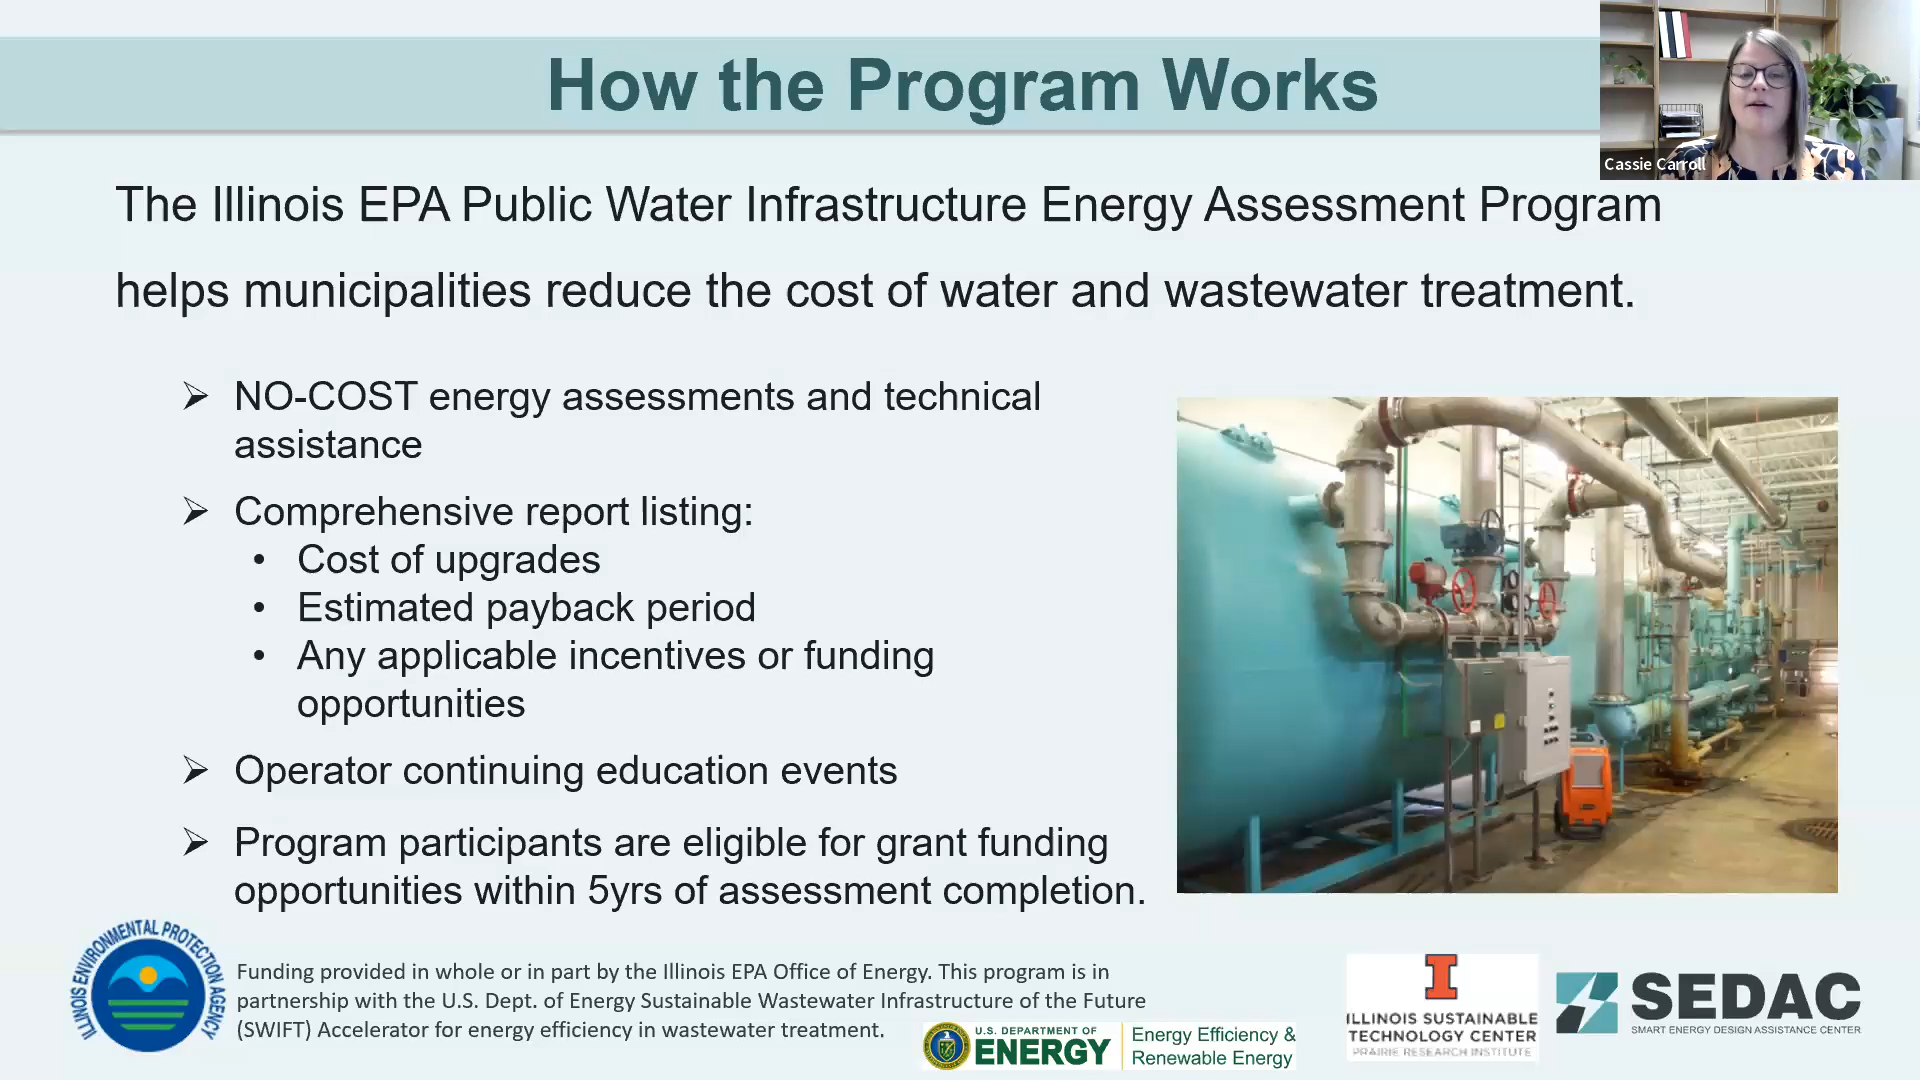 How the Program Works
Cassie Carroll
The Illinois EPA Public Water Infrastructure Energy Assessment Program
helps municipalities reduce the cost of water and wastewater treatment.
➢ NO-COST energy assessments and technical
assistance
➢ Comprehensive report listing:
• Cost of upgrades
• Estimated payback period
• Any applicable incentives or funding
opportunities
➢ Operator continuing education events
➢ Program participants are eligible for grant funding
opportunities within 5yrs of assessment completion.
ILLINOIS ENVIRONMENTAL PROTECTION AGENCY
Funding provided in whole or in part by the Illinois EPA Office of Energy. This program is in
partnership with the U.S. Dept. of Energy Sustainable Wastewater Infrastructure of the Future
(SWIFT) Accelerator for energy efficiency in wastewater treatment.
U.S. DEPARTMENT OF
ENERGY
Energy Efficiency &
Renewable Energy
I
ILLINOIS SUSTAINABLE
TECHNOLOGY CENTER
PRAIRIE RESEARCH INSTITUTE
SEDAC
SMART ENERGY DESIGN ASSISTANCE CENTER